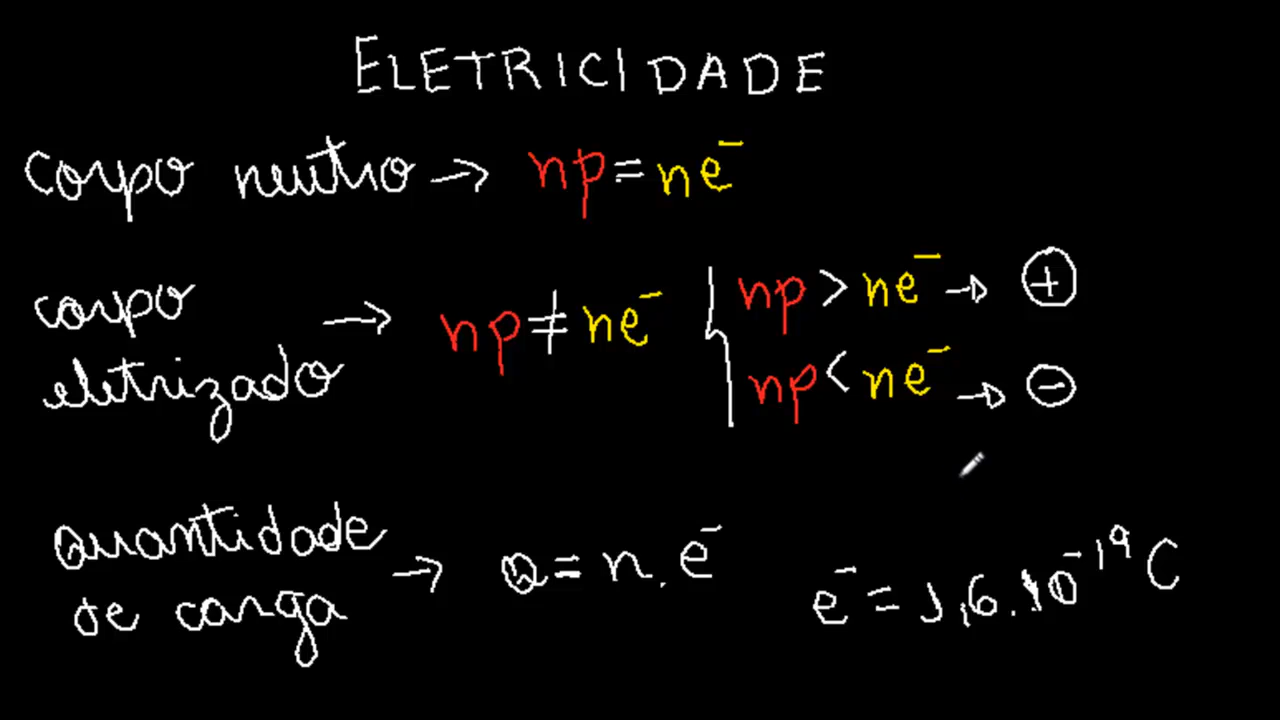 ELETRICIDADE
corpo neutro → np = ne⁻
corpo eletrizado → np ≠ ne⁻ { np > ne⁻ → ⊕
np < ne⁻ → ⊖
Quantidade de carga → Q = n.e⁻ e⁻ = 1,6.10⁻¹⁹ C